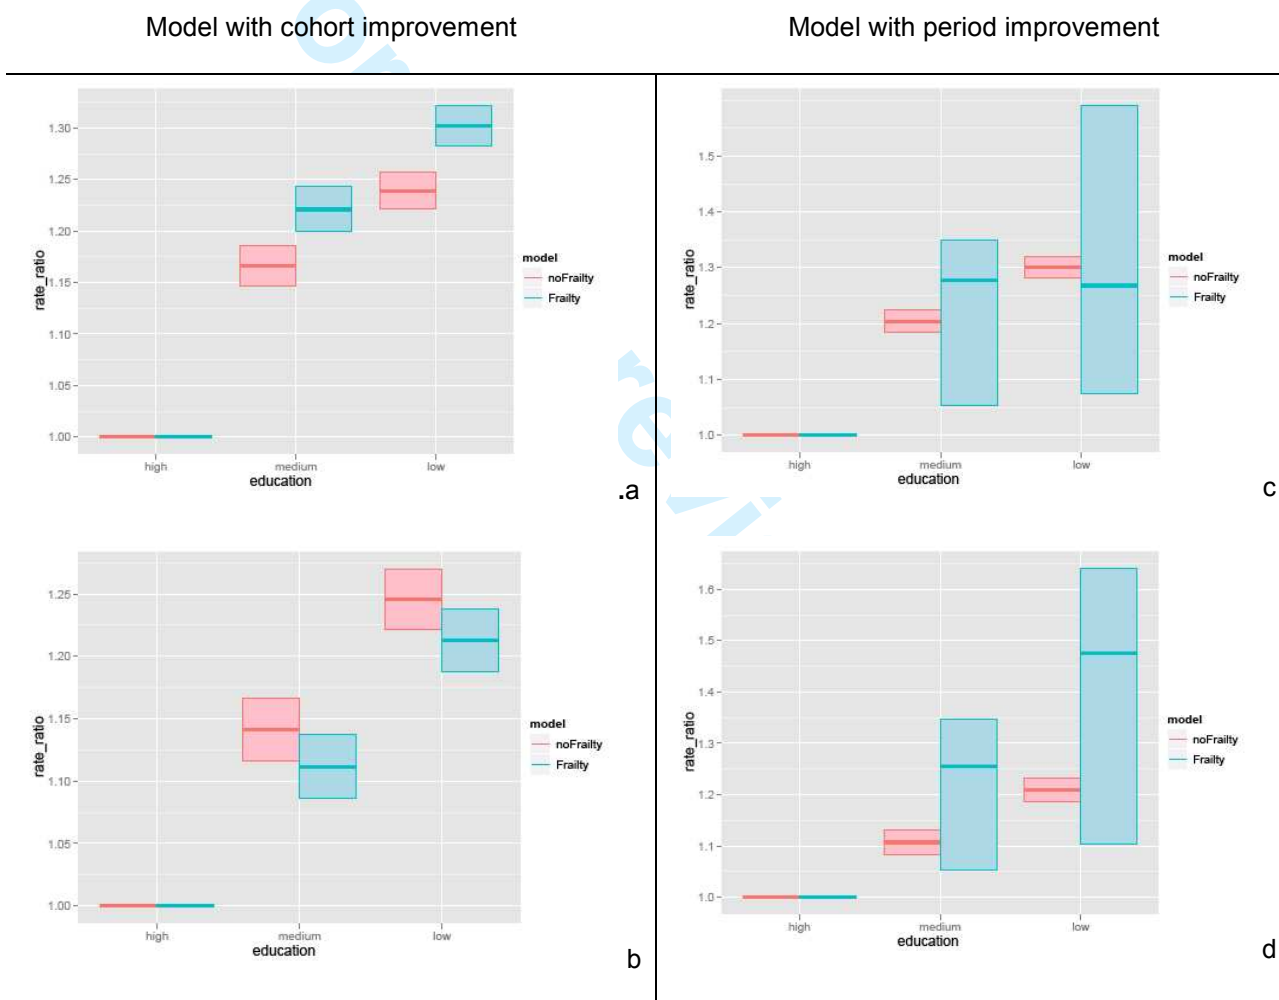 Model with cohort improvement
Model with period improvement
1.30
1.25
1.20
1.15
1.10
1.05
1.00
rate_ratio
high medium low
education
model
noFrailty
Frailty
.a
1.5
1.4
1.3
1.2
1.1
1.0
rate_ratio
high medium low
education
model
noFrailty
Frailty
c
1.25
1.20
1.15
1.10
1.05
1.00
rate_ratio
high medium low
education
model
noFrailty
Frailty
b
1.6
1.5
1.4
1.3
1.2
1.1
1.0
rate_ratio
high medium low
education
model
noFrailty
Frailty
d